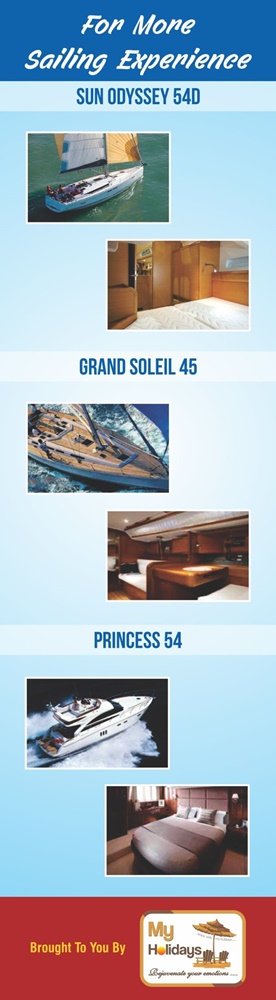 For More
Sailing Experience
SUN ODYSSEY 54D
GRAND SOLEIL 45
PRINCESS 54
Brought To You By
My
Holidays
Rejuvenate your emotions